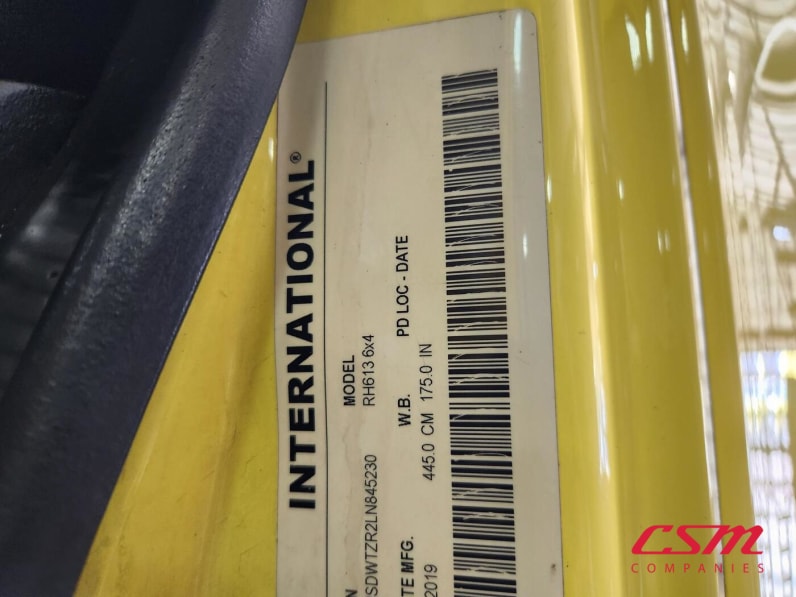 INTERNATIONAL®
MODEL
RH613 6x4
SDWTZR2LN845230
W.B. PD LOC - DATE
445.0 CM 175.0 IN
TE MFG.
2019
CSM
COMPANIES